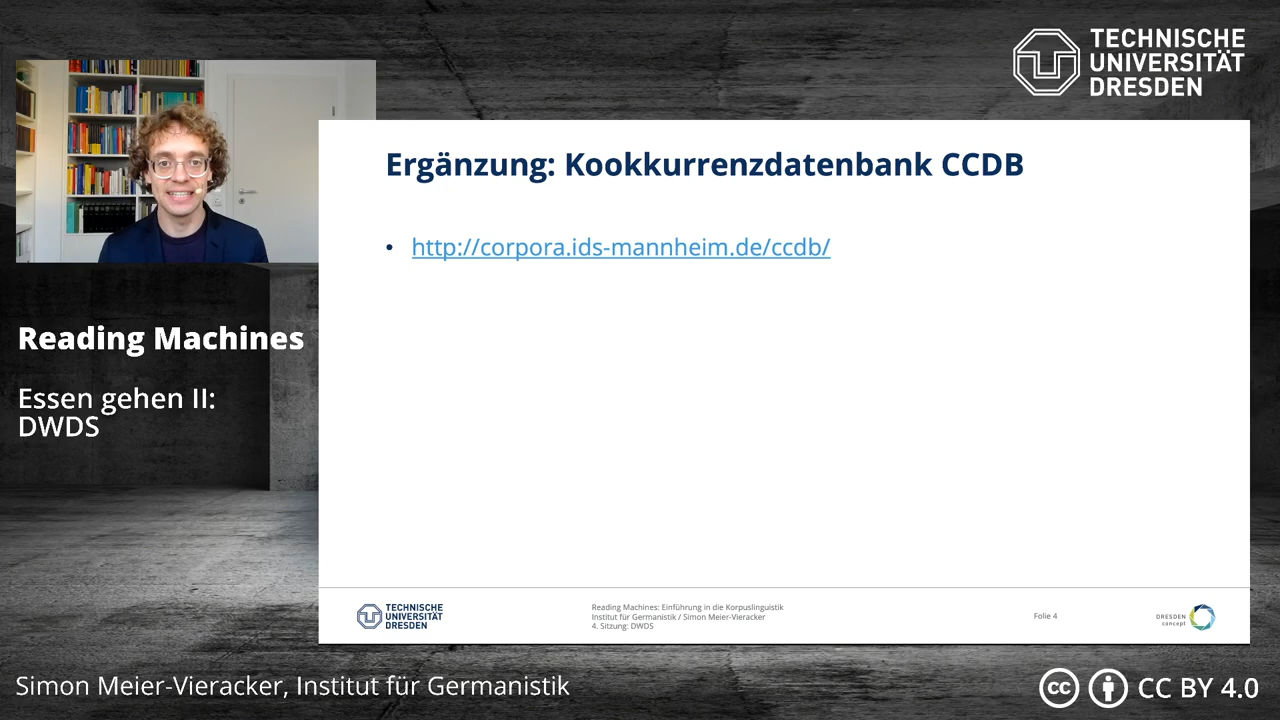 TECHNISCHE
UNIVERSITÄT
DRESDEN
Ergänzung: Kookkurrenzdatenbank CCDB
• http://corpora.ids-mannheim.de/ccdb/
Reading Machines
Essen gehen II:
DWDS
TECHNISCHE
UNIVERSITÄT
DRESDEN
Reading Machines: Einführung in die Korpuslinguistik
Institut für Germanistik / Simon Meier-Vieracker
4. Sitzung: DWDS
Folie 4
DRESDEN
concept
Simon Meier-Vieracker, Institut für Germanistik
cc CC BY 4.0